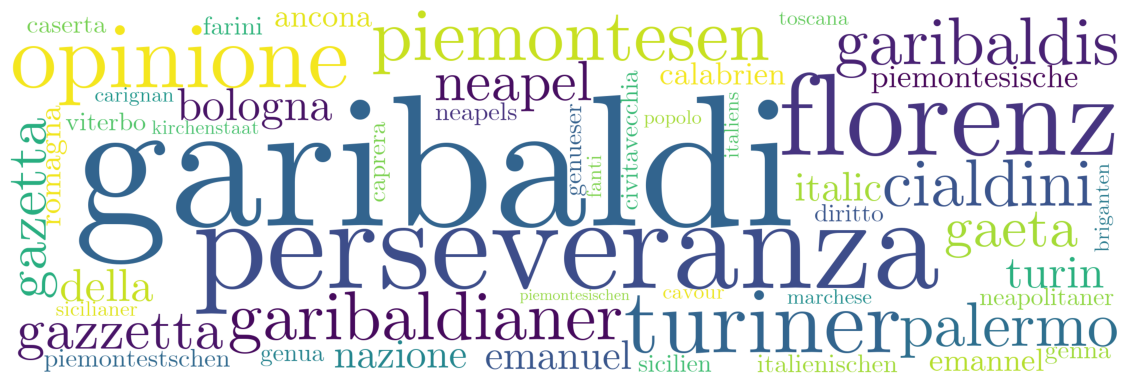 caserta
farini
ancona
toscana
opinione
piemontesen
garibaldis
carignan
bologna
neapel
neapels
calabrien
piemontesische
viterbo
kirchenstaat
popolo
italiens
florenz
gazetta
romagna
garibaldi
caprera
genueser
fanti
civitavecchia
italic
cialdini
diritto
briganten
perseveranza
gaeta
della
sicilianer
piemontesischen
cavour
marchese
turin
neapolitaner
gazzetta
garibaldianer
turiner
palermo
piemontestschen
genua
nazione
emanuel
sicilien
italienischen
emannel
genna